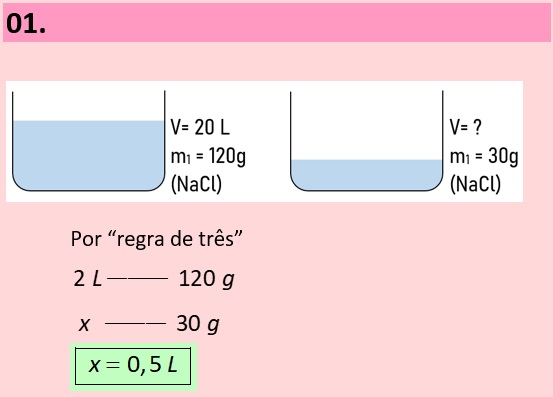 01.
V= 20 L
m₁ = 120g
(NaCl)
V= ?
m₁ = 30g
(NaCl)
Por “regra de três”
2 L ——— 120 g
x ——— 30 g
x = 0,5 L